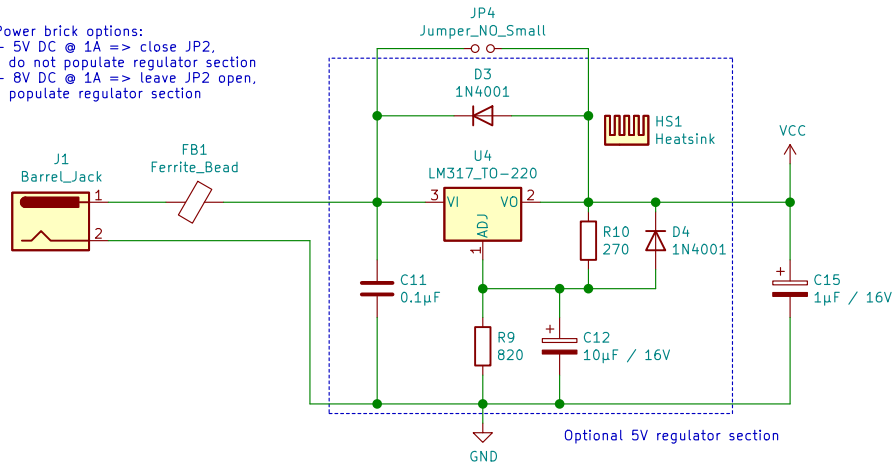 Power brick options:
- 5V DC @ 1A => close JP2,
do not populate regulator section
- 8V DC @ 1A => leave JP2 open,
populate regulator section
JP4
Jumper_NO_Small
D3
1N4001
HS1
Heatsink
VCC
J1
Barrel_Jack
1
2
FB1
Ferrite_Bead
U4
LM317_TO-220
3
VI
VO
2
ADJ
1
R10
270
D4
1N4001
C11
0.1µF
R9
820
+
C12
10µF / 16V
+
C15
1µF / 16V
GND
Optional 5V regulator section